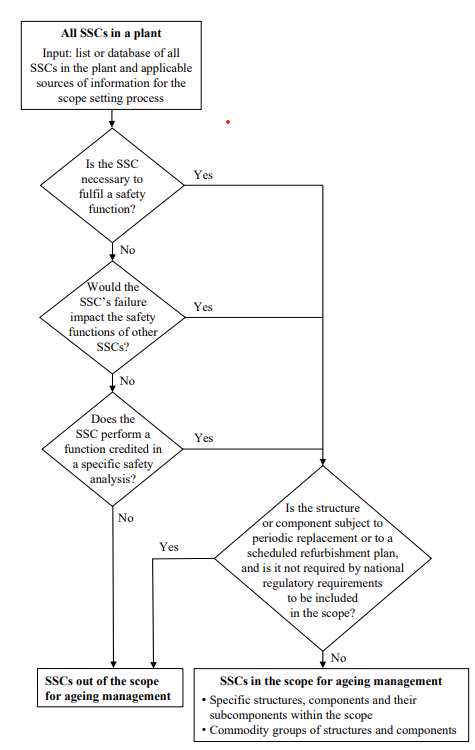 All SSCs in a plant
Input: list or database of all
SSCs in the plant and applicable
sources of information for the
scope setting process
Is the SSC
necessary to
fulfil a safety
function?
Yes
No
Would the
SSC's failure
impact the safety
functions of other
SSCs?
Yes
No
Does the
SSC perform a
function credited in
a specific safety
analysis?
Yes
No
Is the structure
or component subject to
periodic replacement or to a
scheduled refurbishment plan,
and is it not required by national
regulatory requirements
to be included
in the scope?
Yes
No
SSCs out of the scope
for ageing management
SSCs in the scope for ageing management
• Specific structures, components and their
subcomponents within the scope
• Commodity groups of structures and components